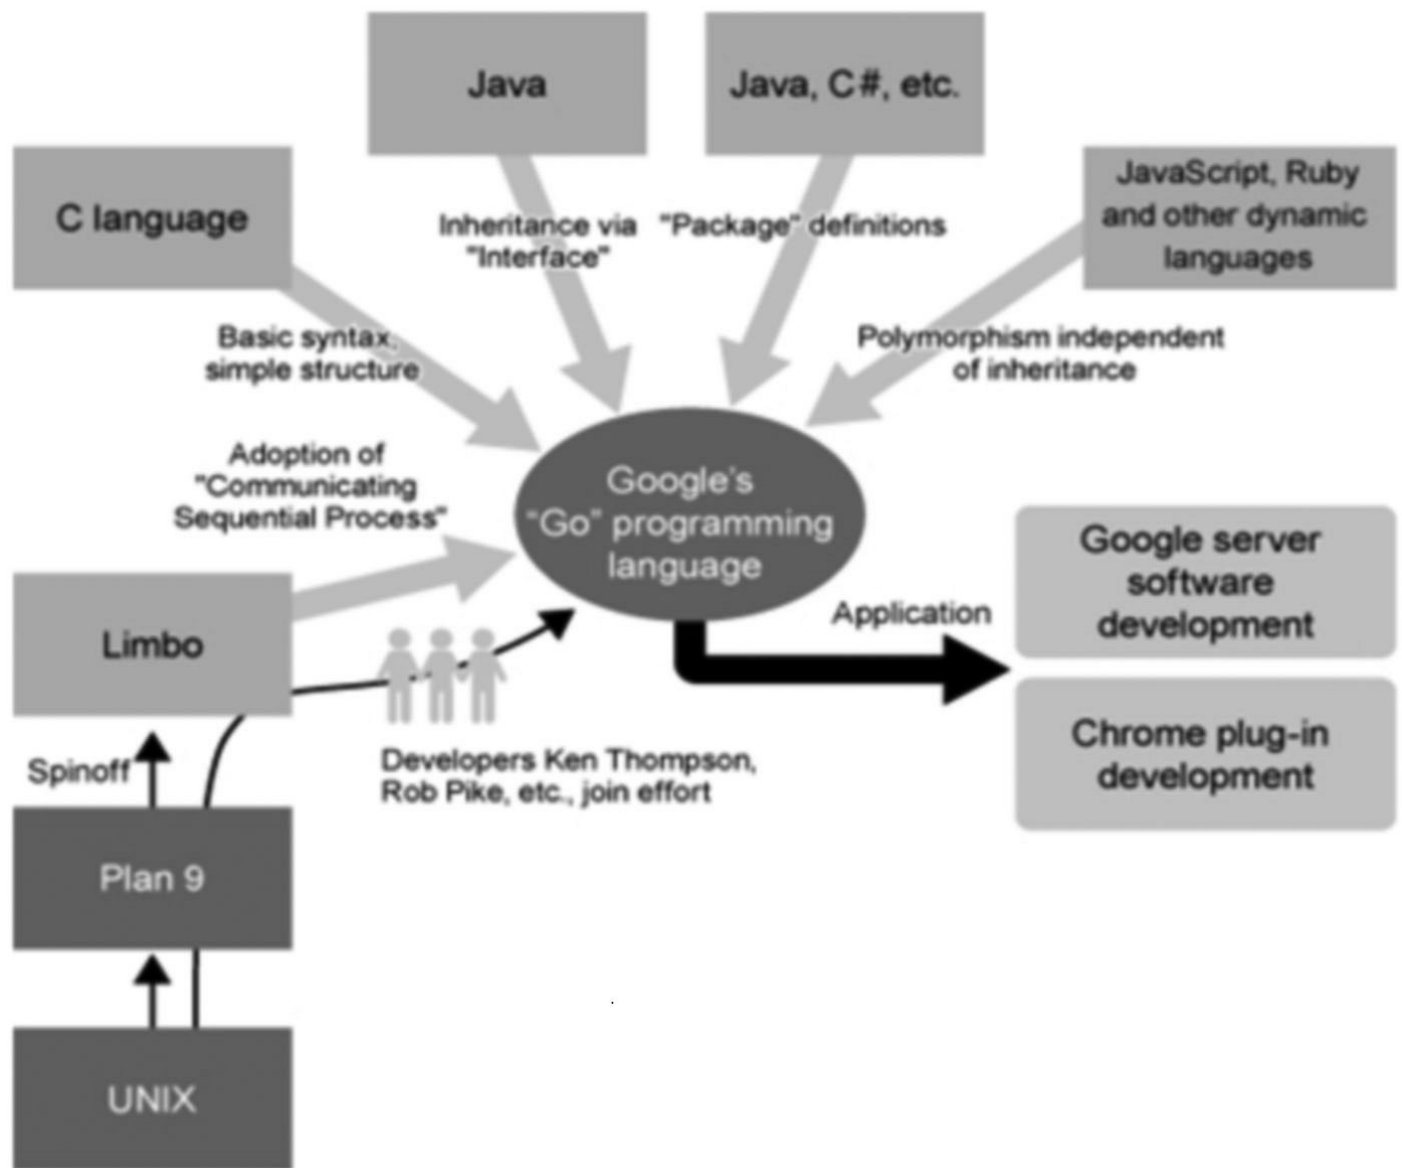 Java
Java, C#, etc.
C language
JavaScript, Ruby
and other dynamic
languages
Inheritance via
"Interface"
"Package" definitions
Basic syntax,
simple structure
Polymorphism independent
of inheritance
Adoption of
"Communicating
Sequential Process"
Google's
“Go” programming
language
Google server
software
development
Application
Limbo
Chrome plug-in
development
Developers Ken Thompson,
Rob Pike, etc., join effort
Spinoff
Plan 9
UNIX